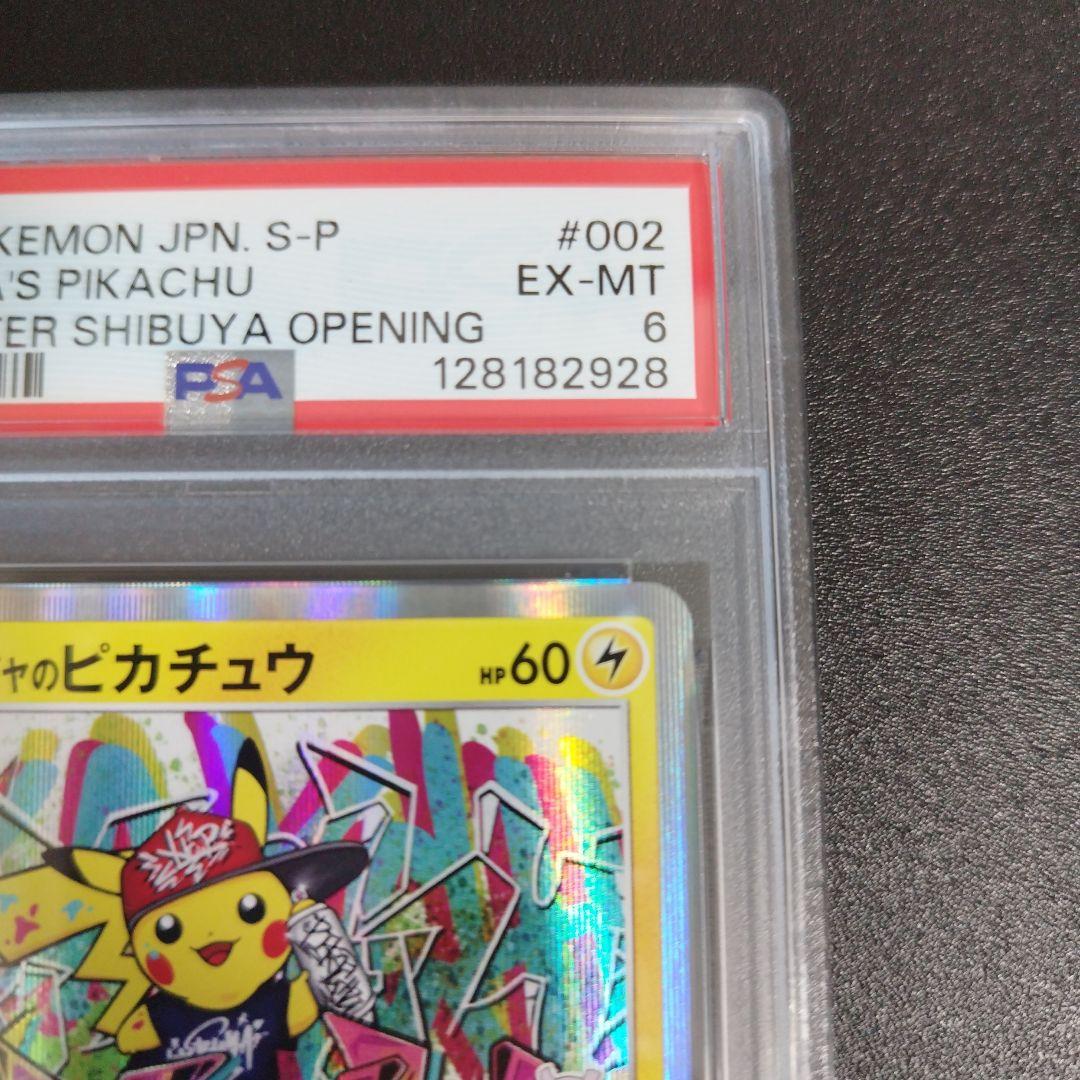 KEMON JPN. S-P #002
A'S PIKACHU EX-MT
TER SHIBUYA OPENING 6
PSA 128182928
ヤのピカチュウ HP60